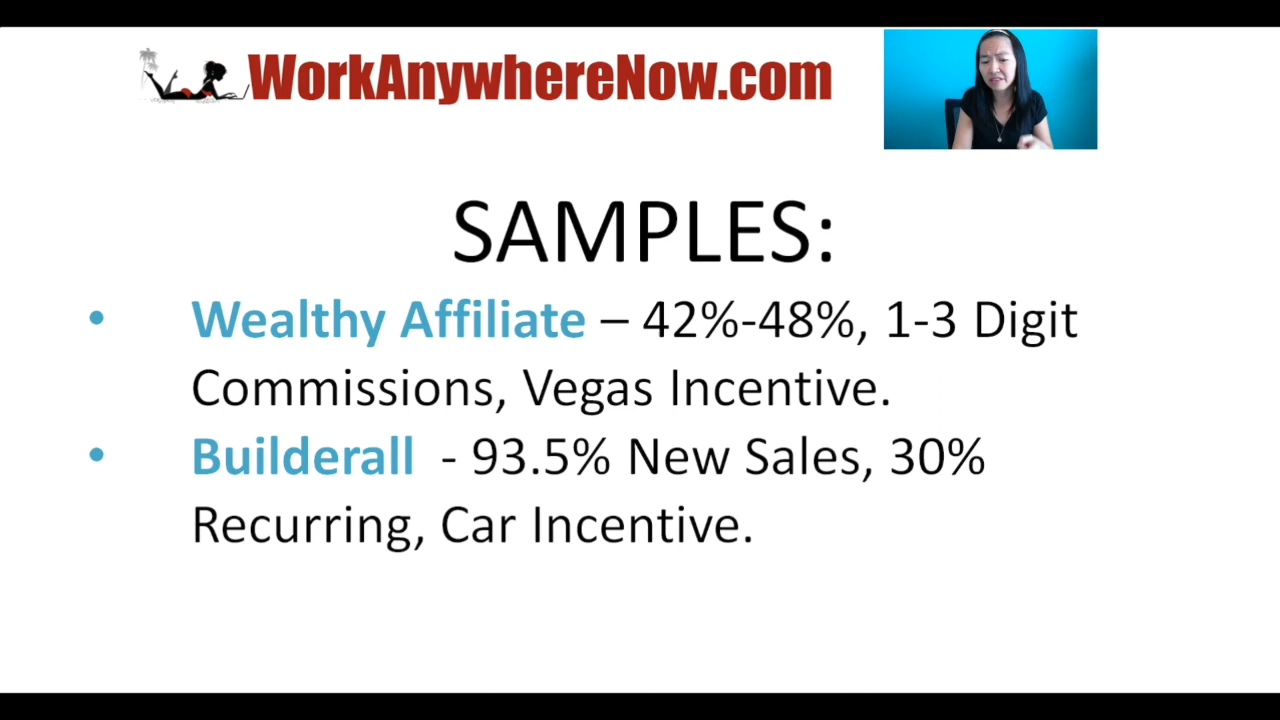 WorkAnywhereNow.com
SAMPLES:
• Wealthy Affiliate – 42%-48%, 1-3 Digit
Commissions, Vegas Incentive.
• Builderall - 93.5% New Sales, 30%
Recurring, Car Incentive.